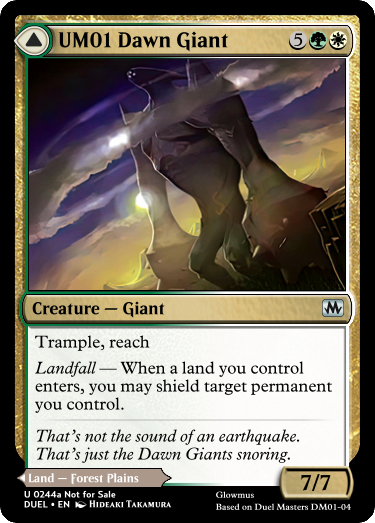 UM01 Dawn Giant 5
Creature — Giant
Trample, reach
Landfall — When a land you control
enters, you may shield target permanent
you control.
That's not the sound of an earthquake.
That's just the Dawn Giants snoring.
Land — Forest Plains
7/7
U 0244a Not for Sale
DUEL • EN Hideaki Takamura
Glowmus
Based on Duel Masters DM01-04